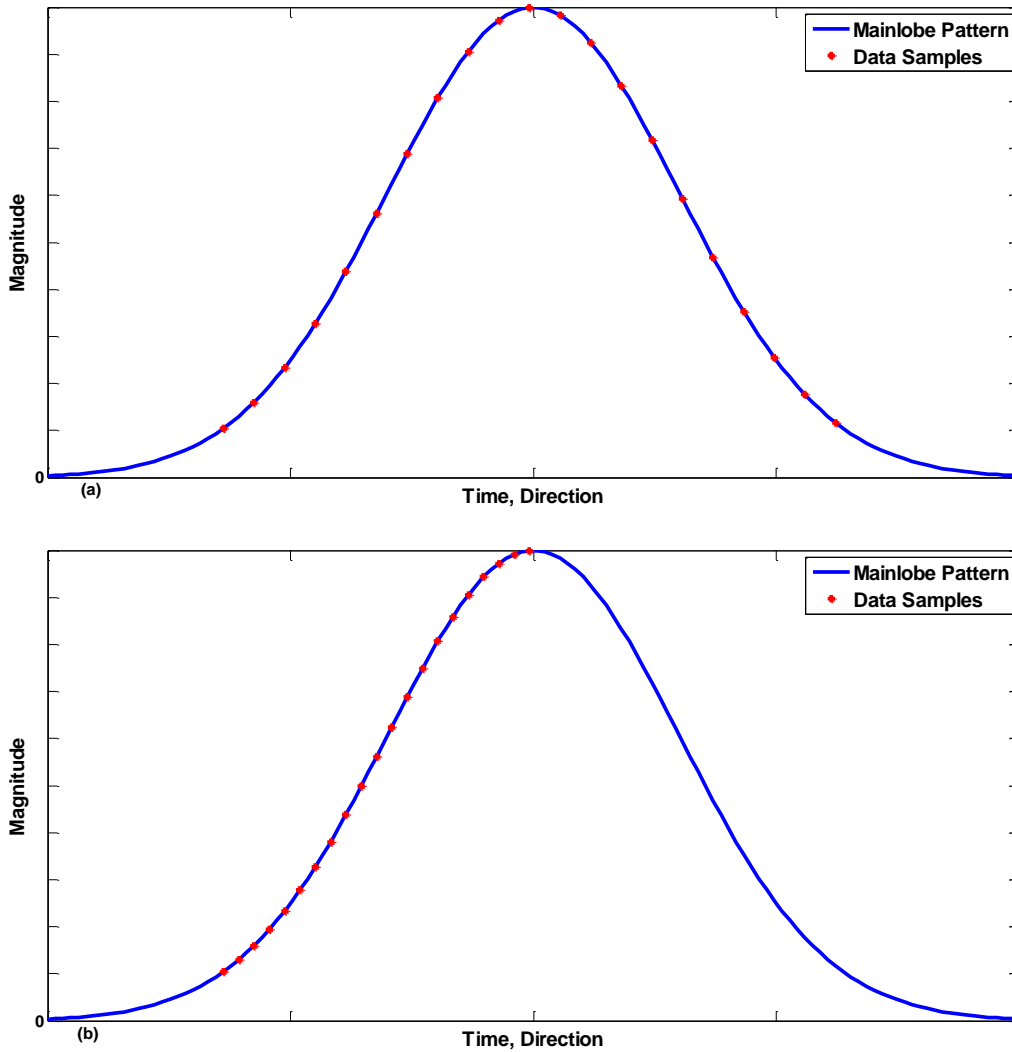 Mainlobe Pattern
Data Samples
Magnitude
0
(a)
Time, Direction
Mainlobe Pattern
Data Samples
Magnitude
0
(b)
Time, Direction